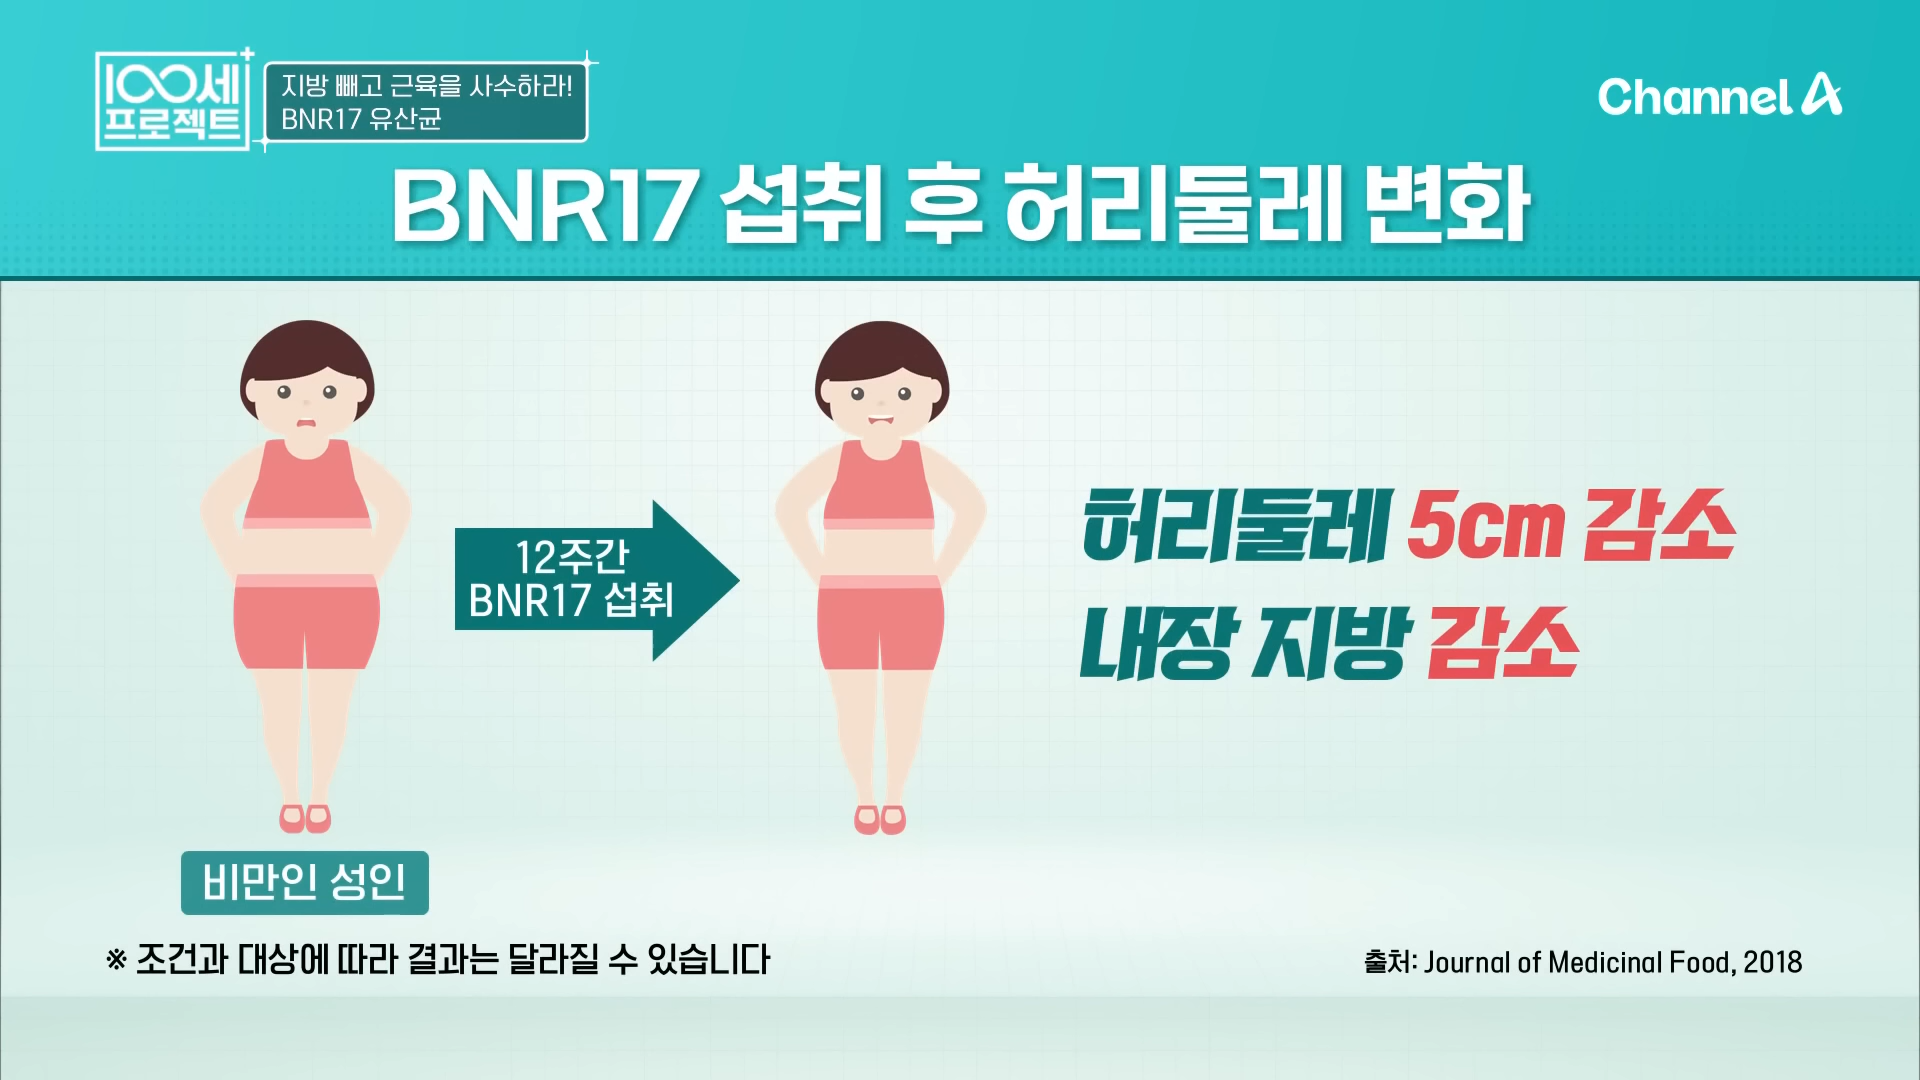 100세
프로젝트
지방 빼고 근육을 사수하라!
BNR17 유산균
Channel A
BNR17 섭취 후 허리둘레 변화
12주간
BNR17 섭취
허리둘레 5cm 감소
내장 지방 감소
비만인 성인
※ 조건과 대상에 따라 결과는 달라질 수 있습니다
출처: Journal of Medicinal Food, 2018